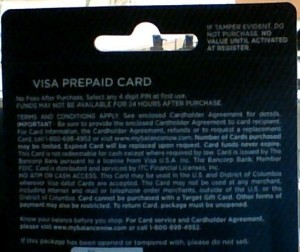 IF TAMPER EVIDENT, DO
NOT PURCHASE. NO
VALUE UNTIL ACTIVATED
AT REGISTER.
VISA PREPAID CARD
No Fees After Purchase. Select any 4 digit PIN at first use.
FUNDS MAY NOT BE AVAILABLE FOR 24 HOURS AFTER PURCHASE.
TERMS AND CONDITIONS APPLY. See enclosed Cardholder Agreement for details.
IMPORTANT - Be sure to provide the enclosed Cardholder Agreement to card recipient.
For Card information, the Cardholder Agreement, refunds or to request a replacement
Card, call 1-800-698-4952 or visit www.mybalancenow.com. Number of Cards purchased
may be limited. Expired Card will be replaced upon request. Card funds never expire.
This Card is not redeemable for cash except where required by law. Card is issued by The
Bancorp Bank pursuant to a license from Visa U.S.A. Inc. The Bancorp Bank, Member
FDIC. Card is distributed and serviced by ITC Financial Licenses, Inc.
NO ATM OR CASH ACCESS. This Card may be used in the U.S. and District of Columbia
wherever Visa debit Cards are accepted. The Card may not be used at any merchant,
including internet and mail or telephone order merchants, outside of the U.S. or the
District of Columbia. Card cannot be purchased with a Target Gift Card. Other forms of
payment may also be restricted. To return Card, package must be unopened.
Know your balance before you shop. For Card service and Cardholder Agreement,
please visit www.mybalancenow.com or call 1-800-698-4952.
If this package has been opened or tampered with, please do not sell.